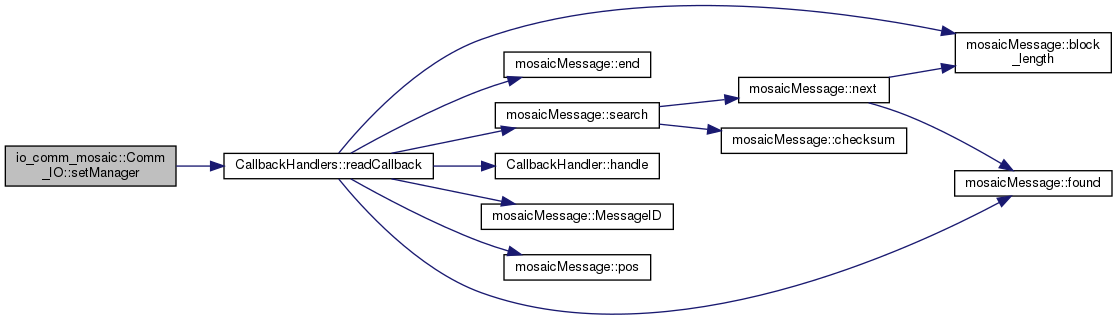 io_comm_mosaic::Comm
_IO::setManager
CallbackHandlers::readCallback
mosaicMessage::end
mosaicMessage::search
CallbackHandler::handle
mosaicMessage::MessageID
mosaicMessage::pos
mosaicMessage::next
mosaicMessage::checksum
mosaicMessage::block
_length
mosaicMessage::found